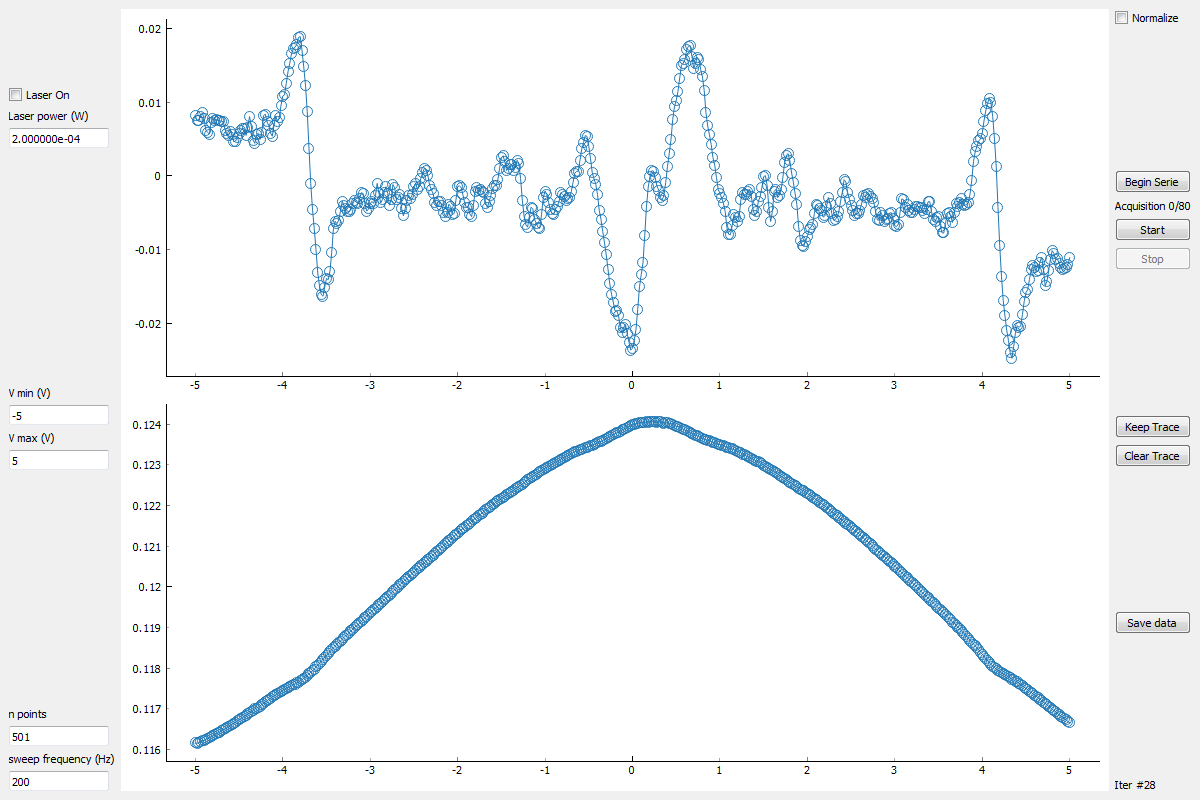 Normalize
Laser On
Laser power (W)
2.000000e-04
V min (V)
-5
V max (V)
5
n points
501
sweep frequency (Hz)
200
0.02
0.01
0
-0.01
-0.02
-5 -4 -3 -2 -1 0 1 2 3 4 5
0.124
0.123
0.122
0.121
0.12
0.119
0.118
0.117
0.116
-5 -4 -3 -2 -1 0 1 2 3 4 5
Begin Serie
Acquisition 0/80
Start
Stop
Keep Trace
Clear Trace
Save data
Iter #28